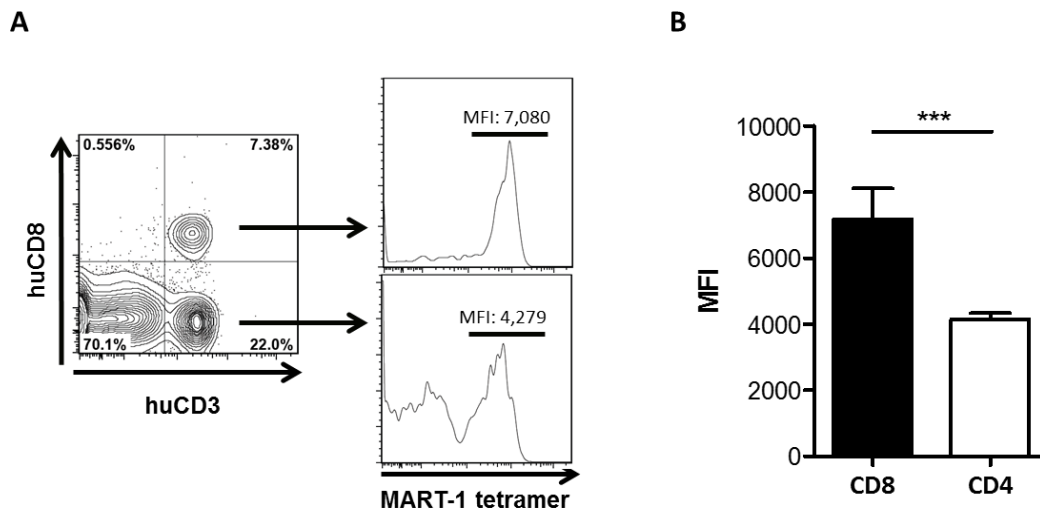 A
B
MFI: 7,080
0.556%
7.38%
huCD8
70.1%
22.0%
huCD3
MFI: 4,279
MART-1 tetramer
***
10000
8000
6000
4000
2000
0
MFI
CD8
CD4